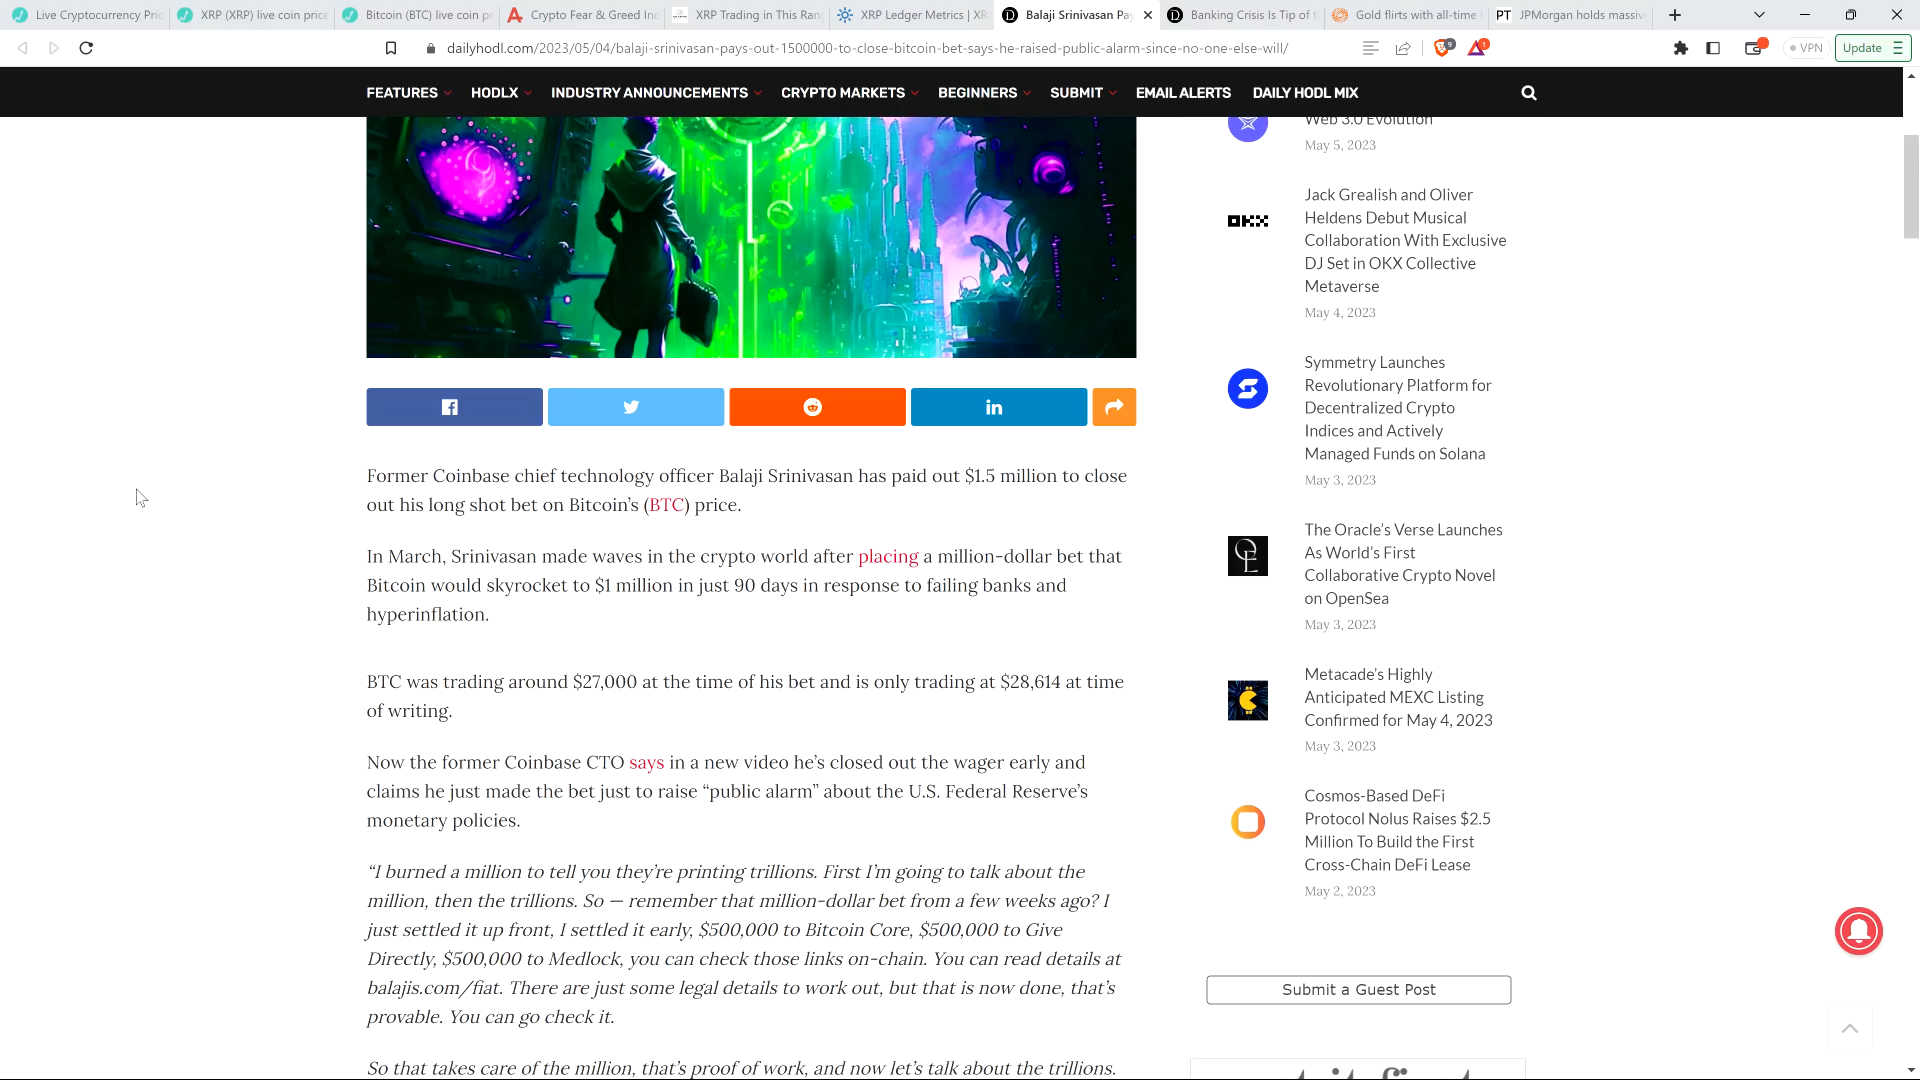 Live Cryptocurrency Pric
XRP (XRP) live coin price
Bitcoin (BTC) live coin pr
Crypto Fear & Greed Ind
XRP Trading in This Ran
XRP Ledger Metrics | XR
Balaji Srinivasan Pa
Banking Crisis Is Tip of t
Gold flirts with all-time
PT JPMorgan holds massiv
dailyhodl.com/2023/05/04/balaji-srinivasan-pays-out-1500000-to-close-bitcoin-bet-says-he-raised-public-alarm-since-no-one-else-will/
9
1
VPN
Update
FEATURES HODLX INDUSTRY ANNOUNCEMENTS CRYPTO MARKETS BEGINNERS SUBMIT EMAIL ALERTS DAILY HODL MIX
Former Coinbase chief technology officer Balaji Srinivasan has paid out $1.5 million to close
out his long shot bet on Bitcoin’s (BTC) price.
In March, Srinivasan made waves in the crypto world after placing a million-dollar bet that
Bitcoin would skyrocket to $1 million in just 90 days in response to failing banks and
hyperinflation.
BTC was trading around $27,000 at the time of his bet and is only trading at $28,614 at time
of writing.
Now the former Coinbase CTO says in a new video he’s closed out the wager early and
claims he just made the bet just to raise “public alarm” about the U.S. Federal Reserve’s
monetary policies.
“I burned a million to tell you they’re printing trillions. First I’m going to talk about the
million, then the trillions. So — remember that million-dollar bet from a few weeks ago? I
just settled it up front, I settled it early, $500,000 to Bitcoin Core, $500,000 to Give
Directly, $500,000 to Medlock, you can check those links on-chain. You can read details at
balajis.com/fiat. There are just some legal details to work out, but that is now done, that’s
provable. You can go check it.
So that takes care of the million, that’s proof of work, and now let’s talk about the trillions.
Web 3.0 Evolution
May 5, 2023
OKX
Jack Grealish and Oliver
Heldens Debut Musical
Collaboration With Exclusive
DJ Set in OKX Collective
Metaverse
May 4, 2023
Symmetry Launches
Revolutionary Platform for
Decentralized Crypto
Indices and Actively
Managed Funds on Solana
May 3, 2023
The Oracle’s Verse Launches
As World’s First
Collaborative Crypto Novel
on OpenSea
May 3, 2023
Metacade’s Highly
Anticipated MEXC Listing
Confirmed for May 4, 2023
May 3, 2023
Cosmos-Based DeFi
Protocol Nolus Raises $2.5
Million To Build the First
Cross-Chain DeFi Lease
May 2, 2023
Submit a Guest Post